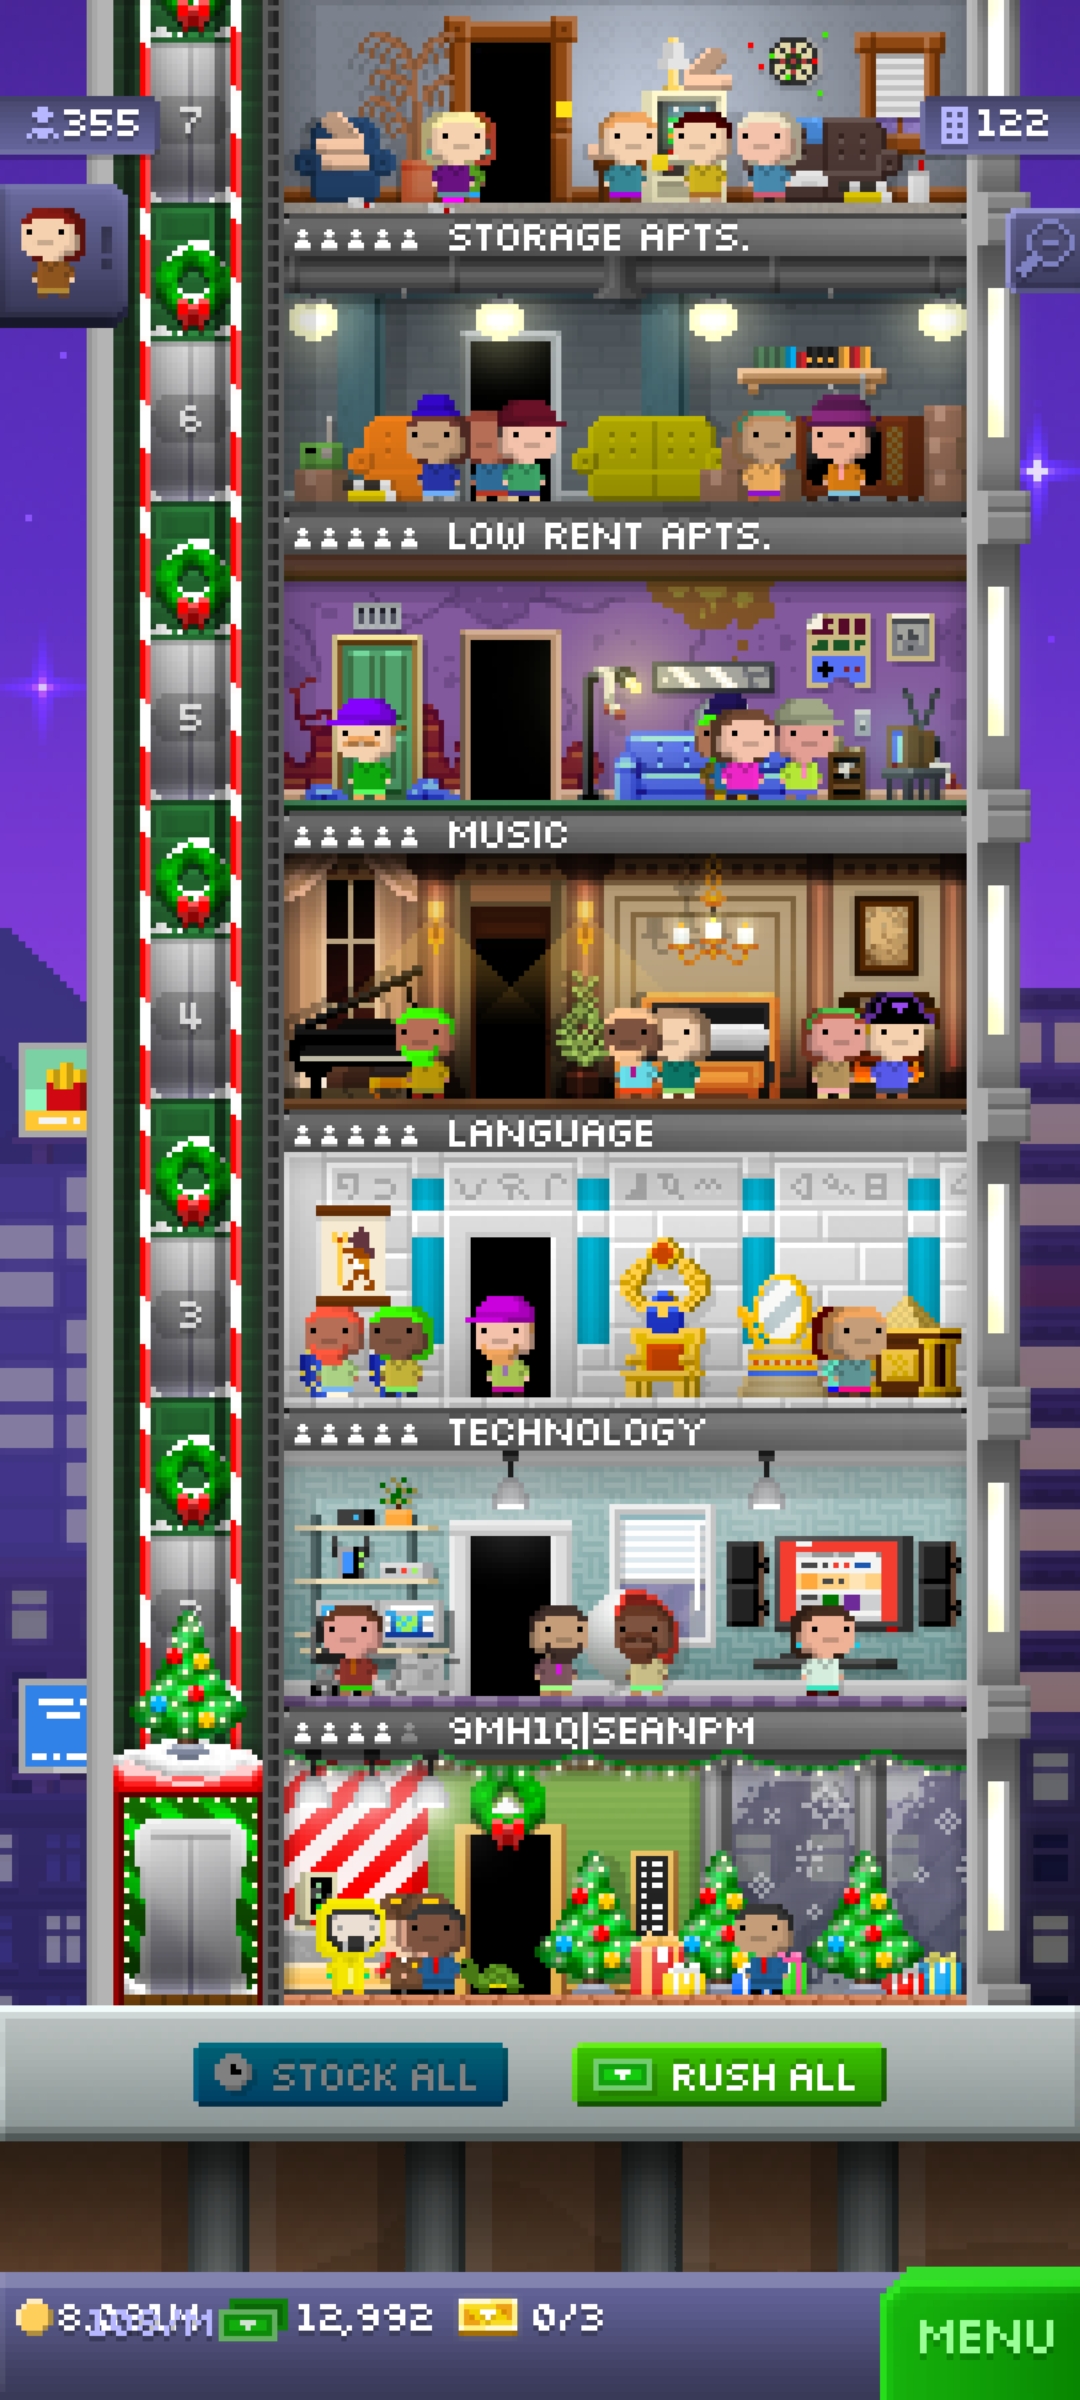 7
355
122
!
STORAGE APTS.
6
LOW RENT APTS.
5
MUSIC
4
LANGUAGE
3
TECHNOLOGY
9MH1Q|SEANPM
STOCK ALL
RUSH ALL
12,992
0/3
MENU